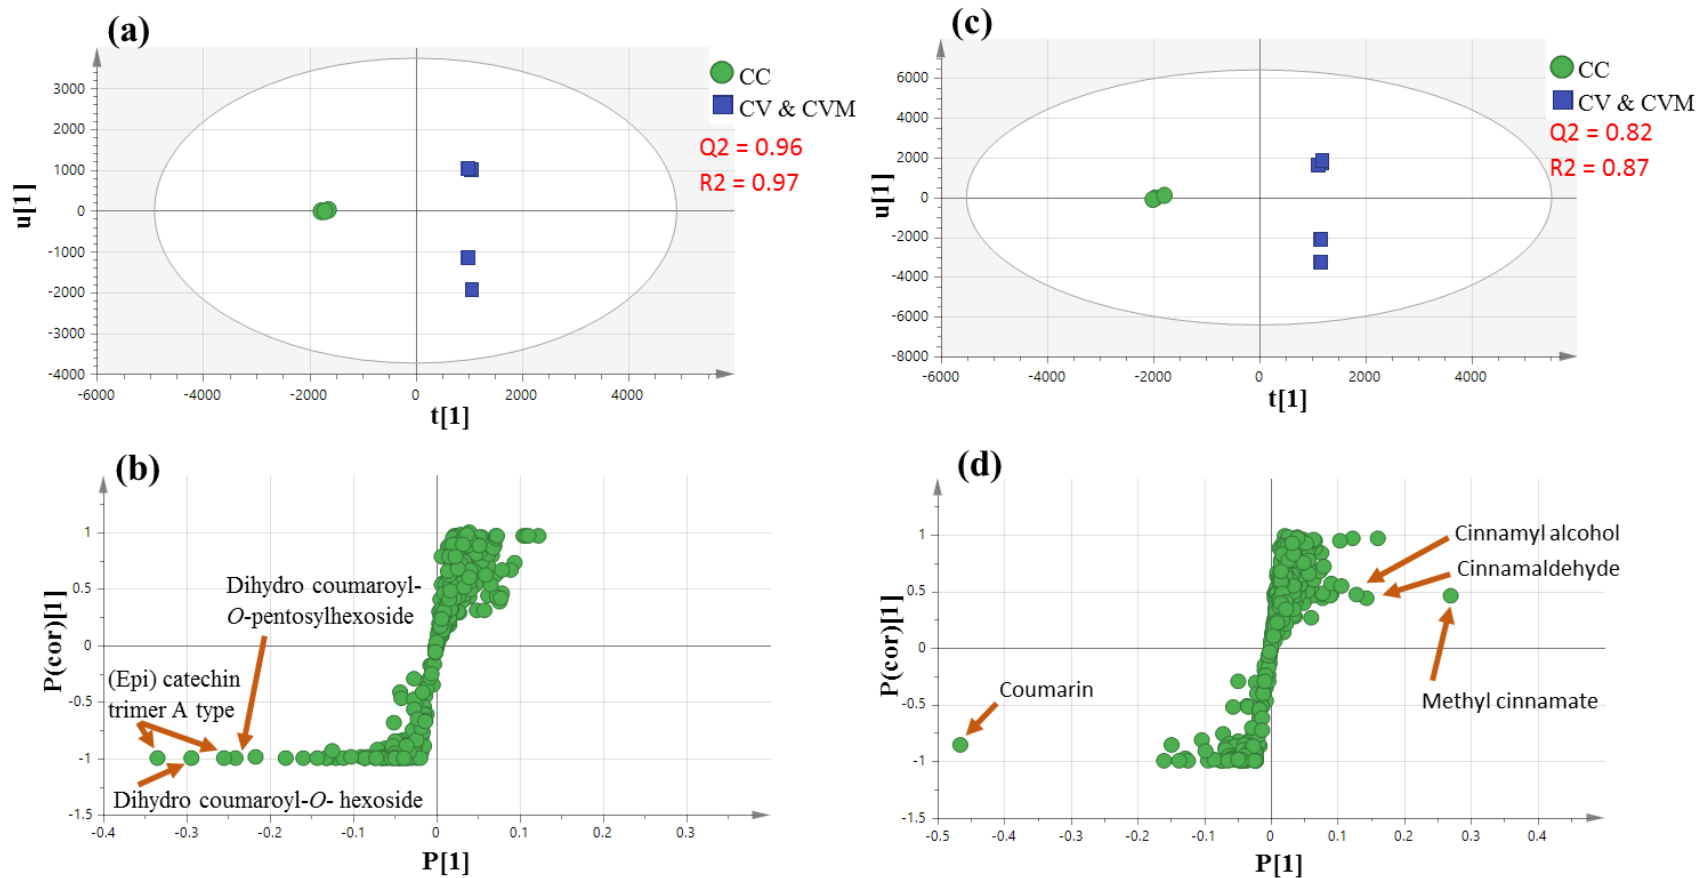 (a)
CC
CV & CVM
Q2 = 0.96
R2 = 0.97
u[1]
3000
2000
1000
0
-1000
-2000
-3000
-4000
-6000 -4000 -2000 0 2000 4000
t[1]
(c)
CC
CV & CVM
Q2 = 0.82
R2 = 0.87
u[1]
6000
4000
2000
0
-2000
-4000
-6000
-8000
-6000 -4000 -2000 0 2000 4000
t[1]
(b)
P(cor)[1]
1
0.5
0
-0.5
-1
-1.5
Dihydro coumaroyl-
O-pentosylhexoside
(Epi) catechin
trimer A type
Dihydro coumaroyl-O- hexoside
-0.4 -0.3 -0.2 -0.1 0 0.1 0.2 0.3
P[1]
(d)
P(cor)[1]
1
0.5
0
-0.5
-1
-1.5
Cinnamyl alcohol
Cinnamaldehyde
Coumarin
Methyl cinnamate
-0.5 -0.4 -0.3 -0.2 -0.1 0 0.1 0.2 0.3 0.4
P[1]